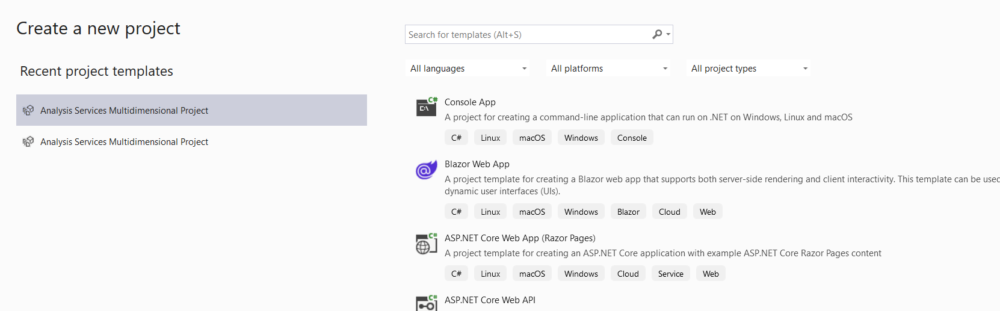 Create a new project
Search for templates (Alt+S)
Recent project templates
All languages
All platforms
All project types
Analysis Services Multidimensional Project
Analysis Services Multidimensional Project
C#
C:\
Console App
A project for creating a command-line application that can run on .NET on Windows, Linux and macOS
C# Linux macOS Windows Console
@
Blazor Web App
A project template for creating a Blazor web app that supports both server-side rendering and client interactivity. This template can be used
dynamic user interfaces (UIs).
C# Linux macOS Windows Blazor Cloud Web
C#
ASP.NET Core Web App (Razor Pages)
A project template for creating an ASP.NET Core application with example ASP.NET Core Razor Pages content
C# Linux macOS Windows Cloud Service Web
C#
ASP.NET Core Web API